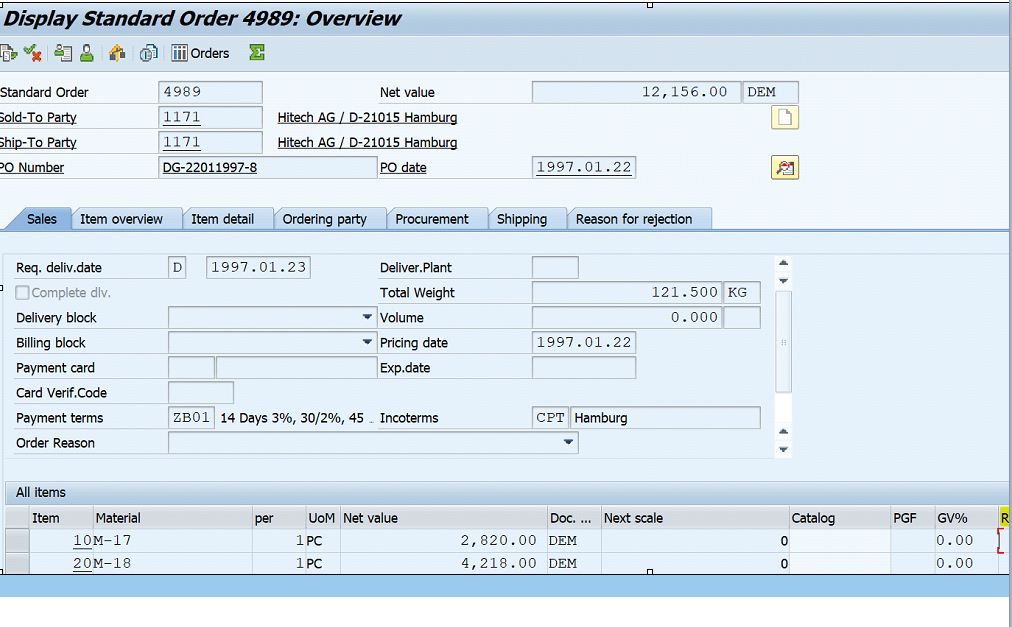 Display Standard Order 4989: Overview
Orders
Standard Order 4989 Net value 12,156.00 DEM
Sold-To Party 1171 Hitech AG / D-21015 Hamburg
Ship-To Party 1171 Hitech AG / D-21015 Hamburg
PO Number DG-22011997-8 PO date 1997.01.22
Sales Item overview Item detail Ordering party Procurement Shipping Reason for rejection
Req. deliv.date D 1997.01.23 Deliver.Plant
Complete dlv. Total Weight 121.500 KG
Delivery block Volume 0.000
Billing block Pricing date 1997.01.22
Payment card Exp.date
Card Verif.Code
Payment terms ZB01 14 Days 3%, 30/2%, 45 ... Incoterms CPT Hamburg
Order Reason
All items
Item Material per UoM Net value Doc. ... Next scale Catalog PGF GV% R
10 M-17 1 PC 2,820.00 DEM 0 0.00
20 M-18 1 PC 4,218.00 DEM 0 0.00